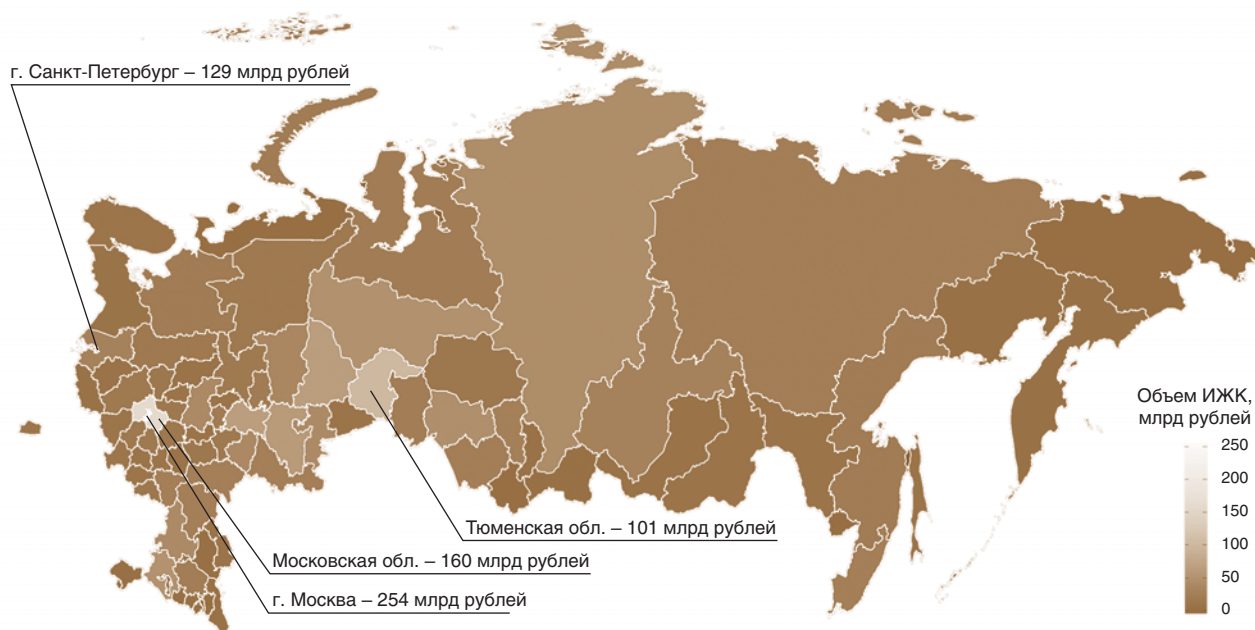 г. Санкт-Петербург – 129 млрд рублей
Объем ИЖК,
млрд рублей
250
200
150
100
50
0
Тюменская обл. – 101 млрд рублей
Московская обл. – 160 млрд рублей
г. Москва – 254 млрд рублей